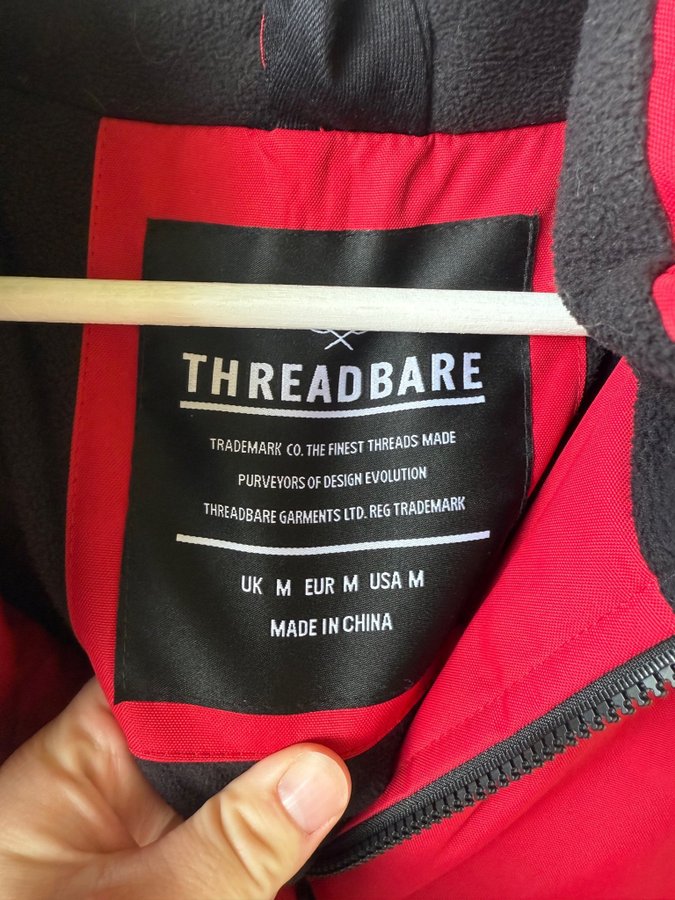 THREADBARE
TRADEMARK CO. THE FINEST THREADS MADE
PURVEYORS OF DESIGN EVOLUTION
THREADBARE GARMENTS LTD. REG TRADEMARK
UK M EUR M USA M
MADE IN CHINA